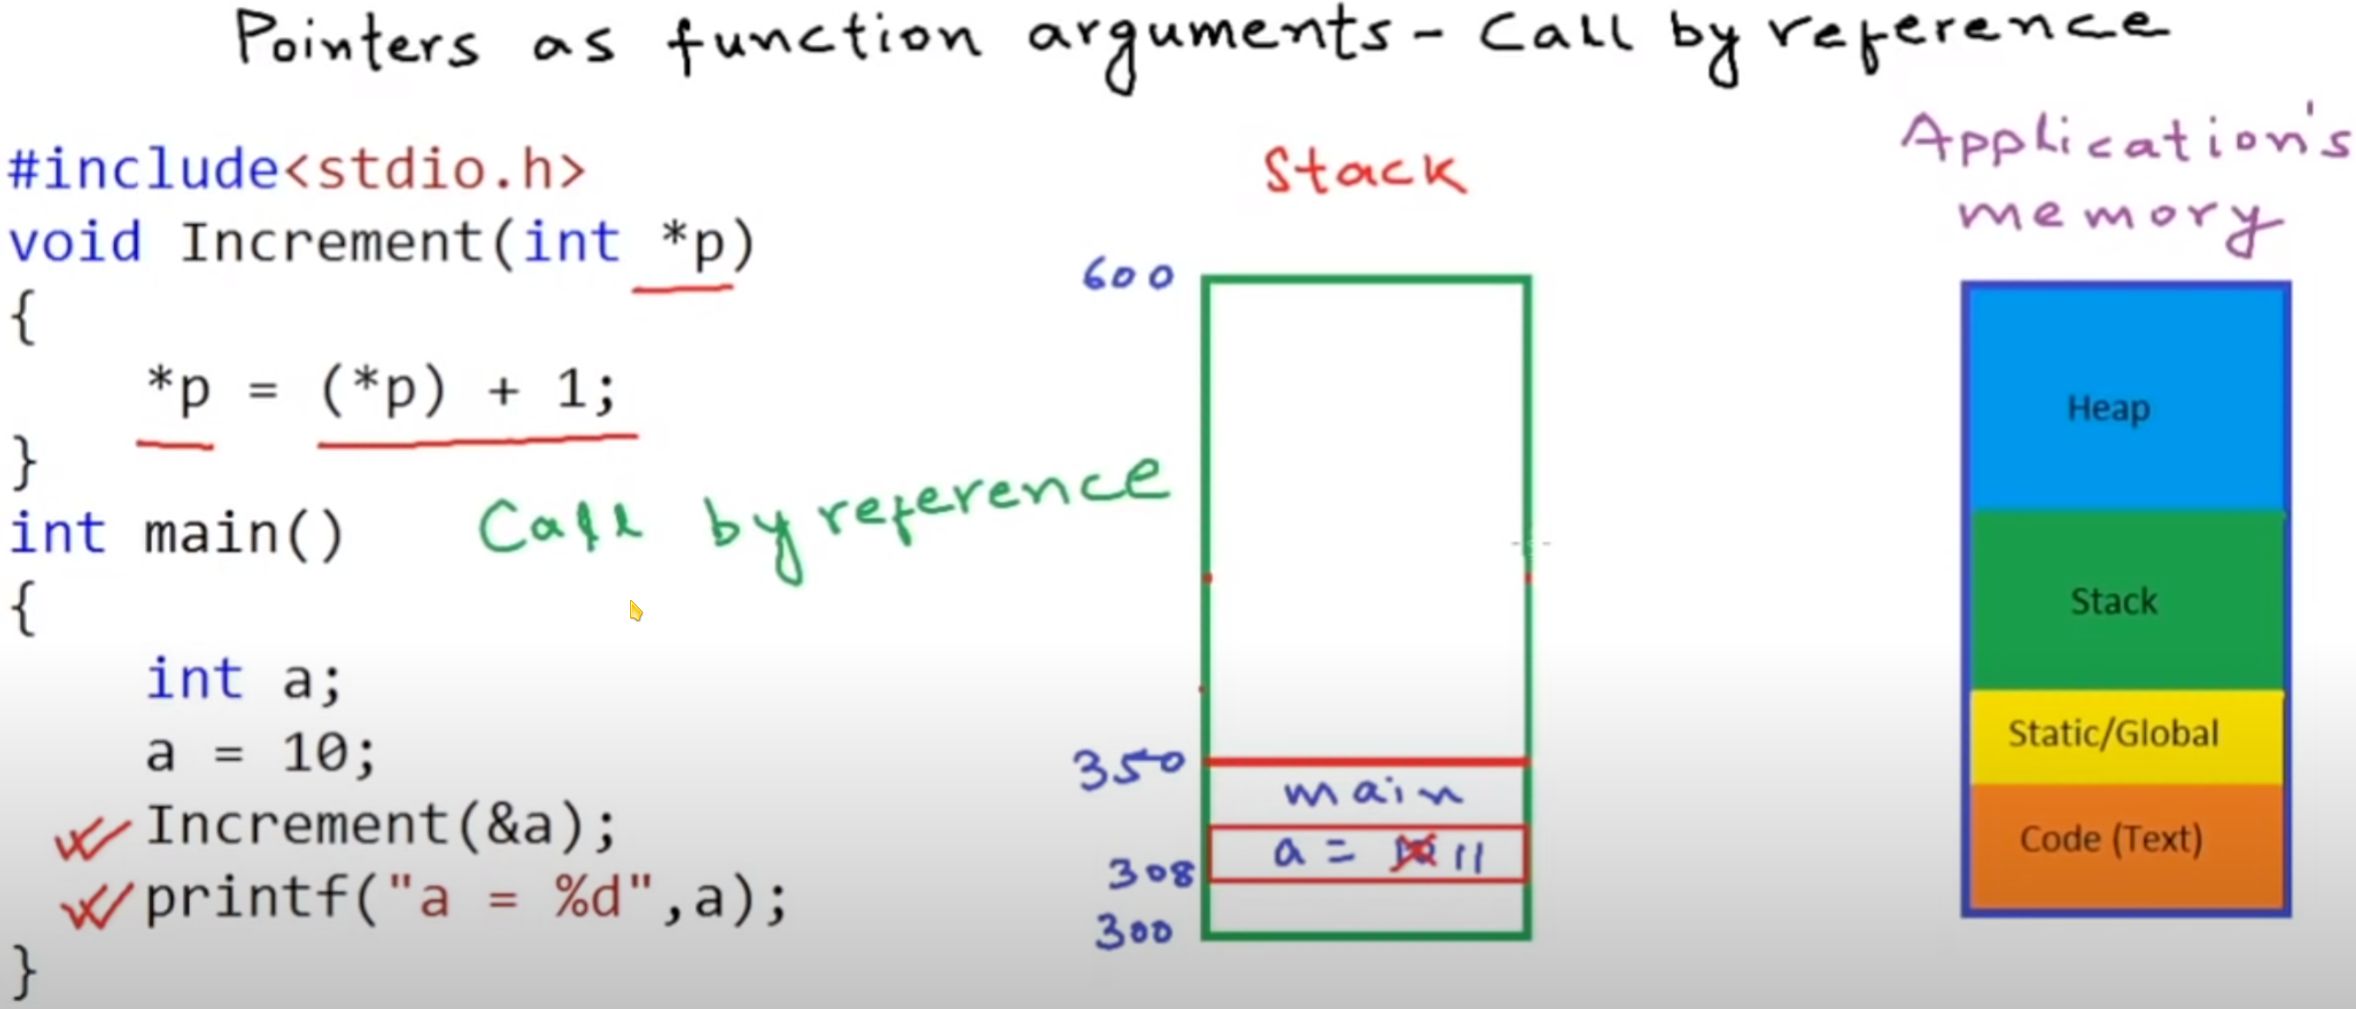 Pointers as function arguments - Call by reference
#include<stdio.h>
void Increment(int *p)
{
*p = (*p) + 1;
}
int main()
{
int a;
a = 10;
Increment(&a);
printf("a = %d",a);
}
Call by reference
Stack
600
350
main
a = 10 11
308
300
Application's
memory
Heap
Stack
Static/Global
Code (Text)